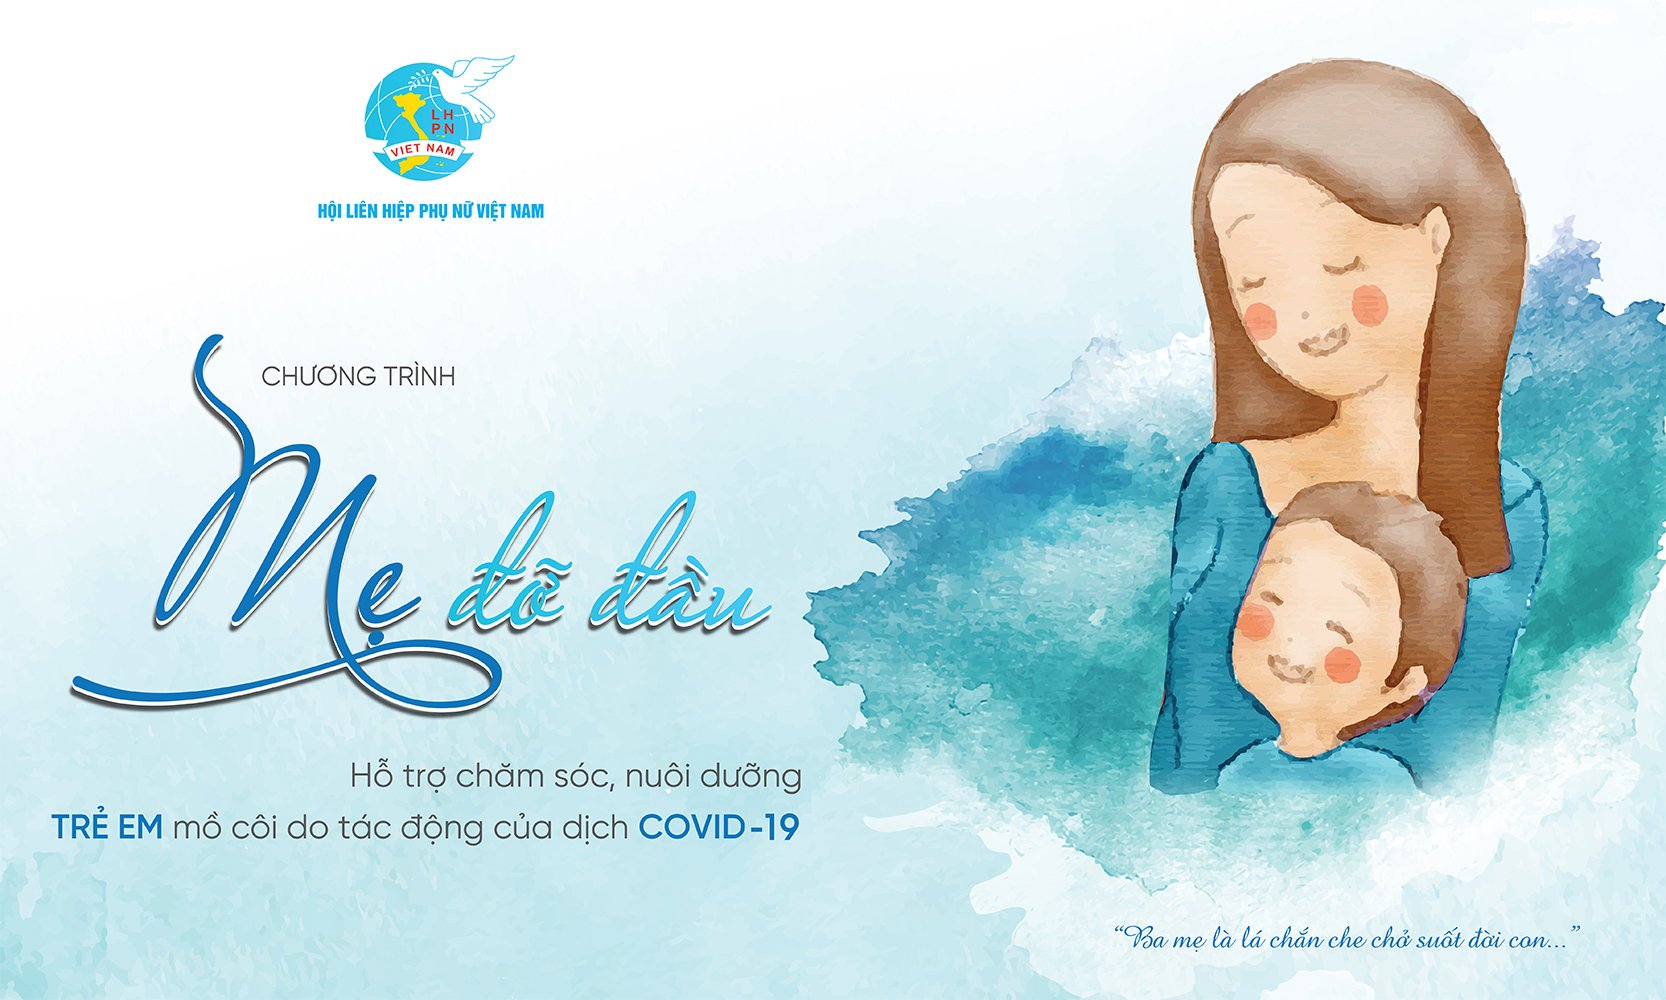 LH
PN
VIET NAM
HỘI LIÊN HIỆP PHỤ NỮ VIỆT NAM
CHƯƠNG TRÌNH
Mẹ đỡ đầu
Hỗ trợ chăm sóc, nuôi dưỡng
TRẺ EM mồ côi do tác động của dịch COVID-19
“Ba mẹ là lá chắn che chở suốt đời con...”